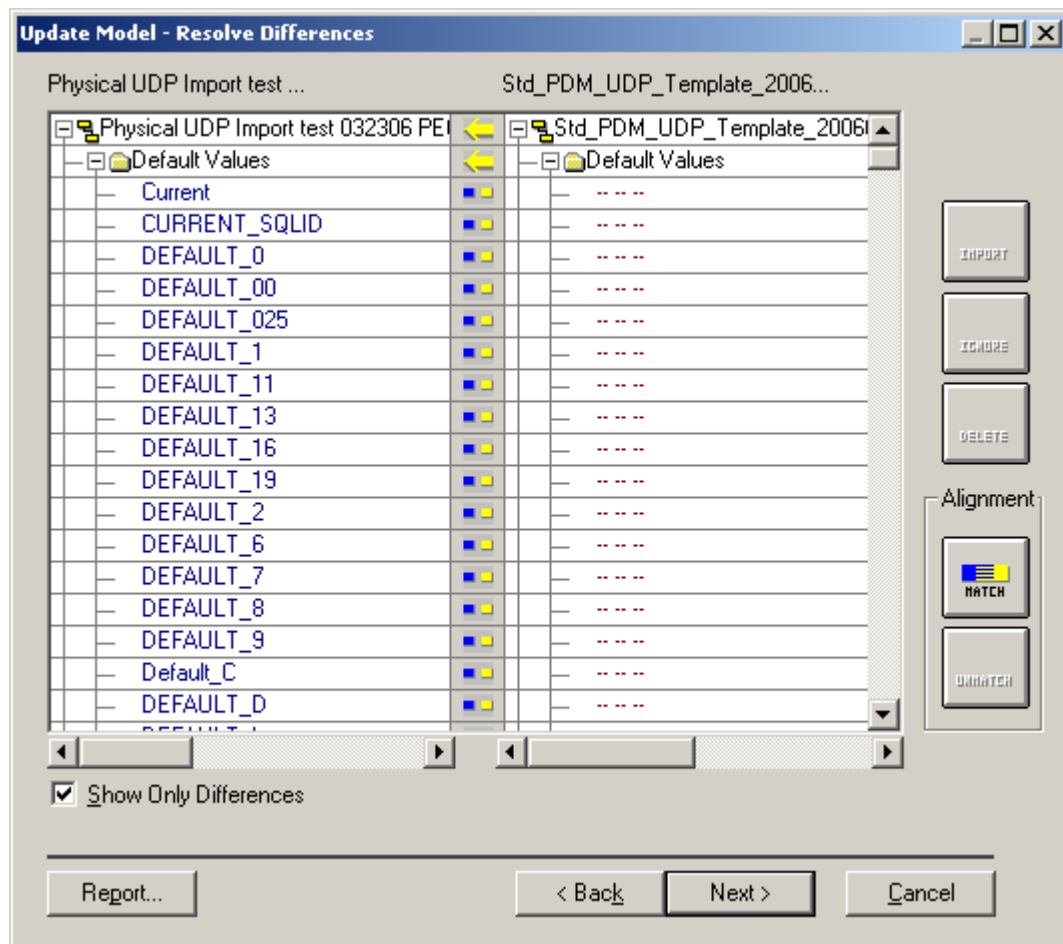 Update Model - Resolve Differences
Physical UDP Import test ... Std_PDM_UDP_Template_2006...
Physical UDP Import test 032306 Std_PDM_UDP_Template_2006
Default Values Default Values
Current -- -- --
CURRENT_SQLID -- -- --
DEFAULT_0 -- -- --
DEFAULT_00 -- -- --
DEFAULT_025 -- -- --
DEFAULT_1 -- -- --
DEFAULT_11 -- -- --
DEFAULT_13 -- -- --
DEFAULT_16 -- -- --
DEFAULT_19 -- -- --
DEFAULT_2 -- -- --
DEFAULT_6 -- -- --
DEFAULT_7 -- -- --
DEFAULT_8 -- -- --
DEFAULT_9 -- -- --
Default_C -- -- --
DEFAULT_D -- -- --
IMPORT
IGNORE
DELETE
Alignment
MATCH
UNMATCH
Show Only Differences
Report...
< Back
Next >
Cancel